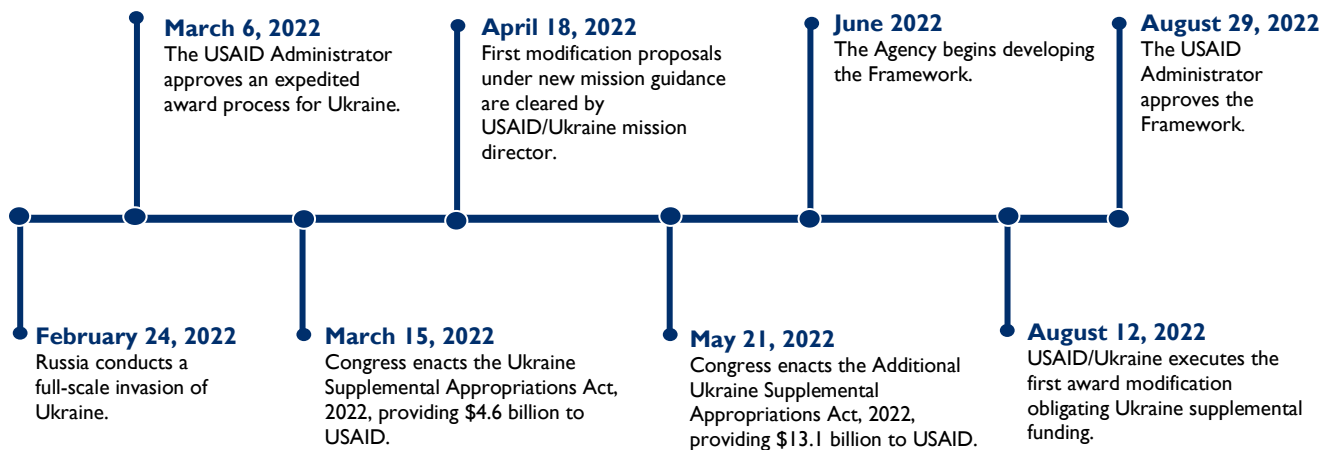 March 6, 2022
The USAID Administrator
approves an expedited
award process for Ukraine.
April 18, 2022
First modification proposals
under new mission guidance
are cleared by
USAID/Ukraine mission
director.
June 2022
The Agency begins developing
the Framework.
August 29, 2022
The USAID
Administrator
approves the
Framework.
February 24, 2022
Russia conducts a
full-scale invasion of
Ukraine.
March 15, 2022
Congress enacts the Ukraine
Supplemental Appropriations Act,
2022, providing $4.6 billion to
USAID.
May 21, 2022
Congress enacts the Additional
Ukraine Supplemental
Appropriations Act, 2022,
providing $13.1 billion to USAID.
August 12, 2022
USAID/Ukraine executes the
first award modification
obligating Ukraine supplemental
funding.